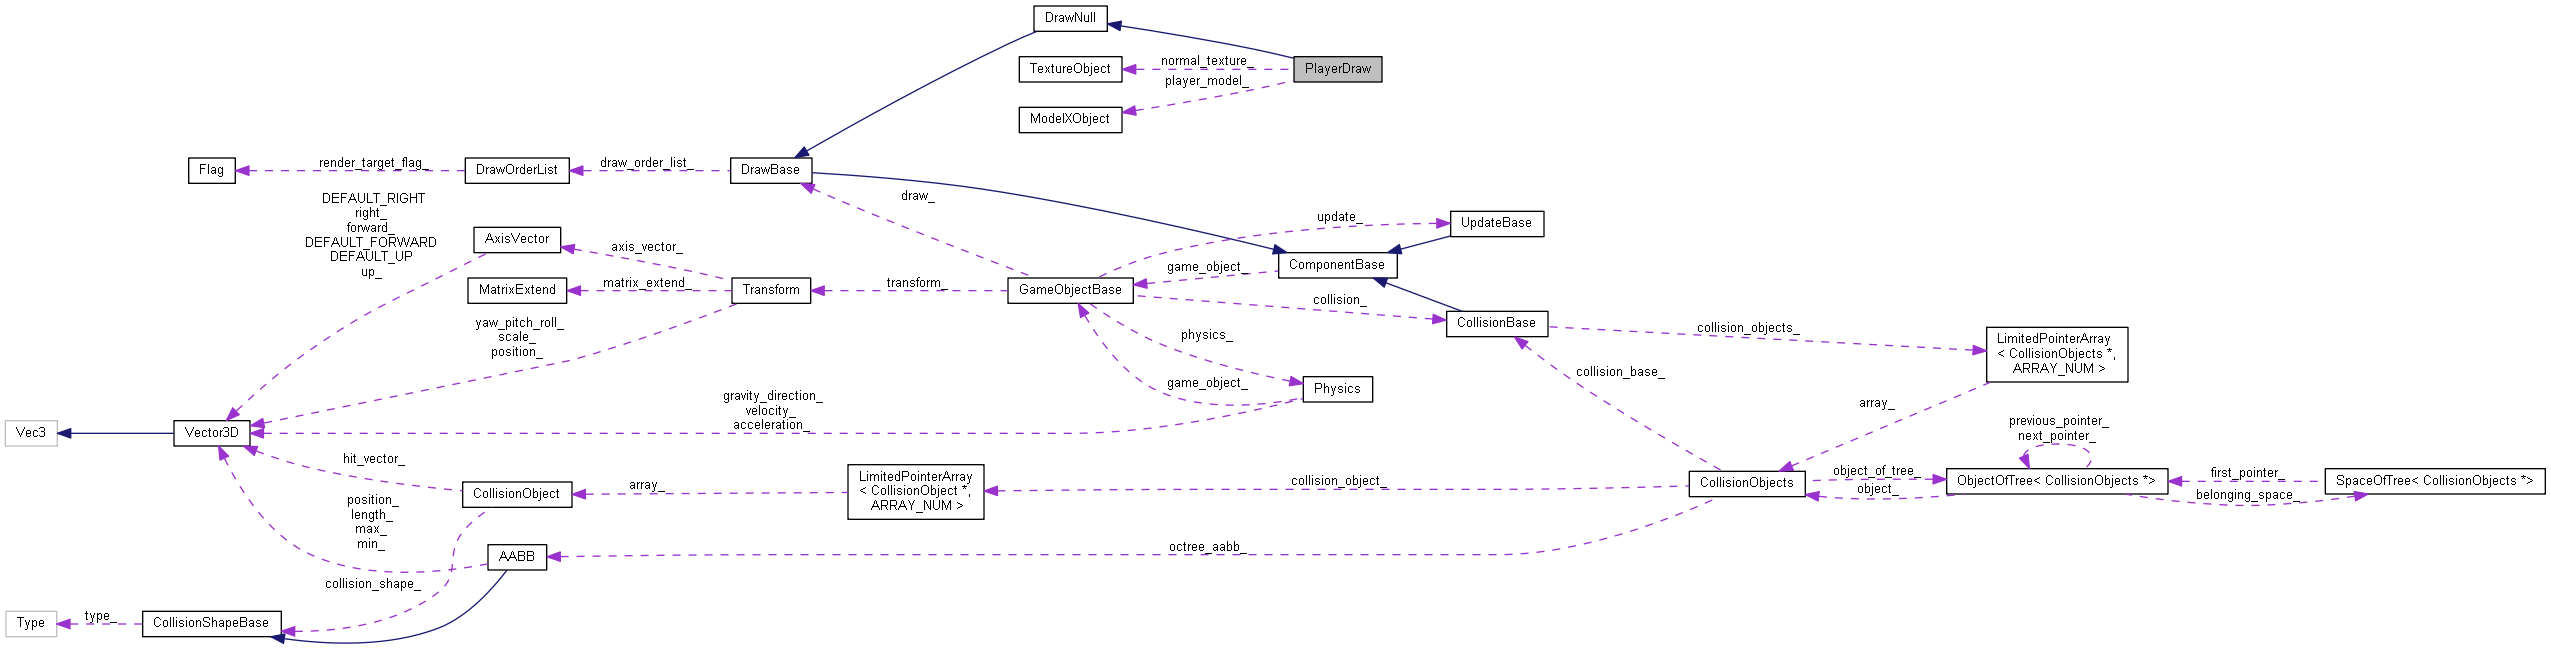 DrawNull
normal_texture_
TextureObject
PlayerDraw
player_model_
ModelXObject
Flag
render_target_flag_
DrawOrderList
draw_order_list_
DrawBase
draw_
DEFAULT_RIGHT
right_
forward_
DEFAULT_FORWARD
DEFAULT_UP
up_
AxisVector
axis_vector_
MatrixExtend
matrix_extend_
Transform
transform_
GameObjectBase
game_object_
ComponentBase
update_
UpdateBase
collision_
CollisionBase
collision_objects_
LimitedPointerArray
< CollisionObjects *,
ARRAY_NUM >
yaw_pitch_roll_
scale_
position_
physics_
game_object_
Physics
collision_base_
array_
gravity_direction_
velocity_
acceleration_
Vec3
Vector3D
hit_vector_
CollisionObject
array_
LimitedPointerArray
< CollisionObject *,
ARRAY_NUM >
collision_object_
CollisionObjects
object_of_tree_
object_
previous_pointer_
next_pointer_
ObjectOfTree< CollisionObjects *>
first_pointer_
belonging_space_
SpaceOfTree< CollisionObjects *>
position_
length_
max_
min_
AABB
octree_aabb_
collision_shape_
Type
type_
CollisionShapeBase